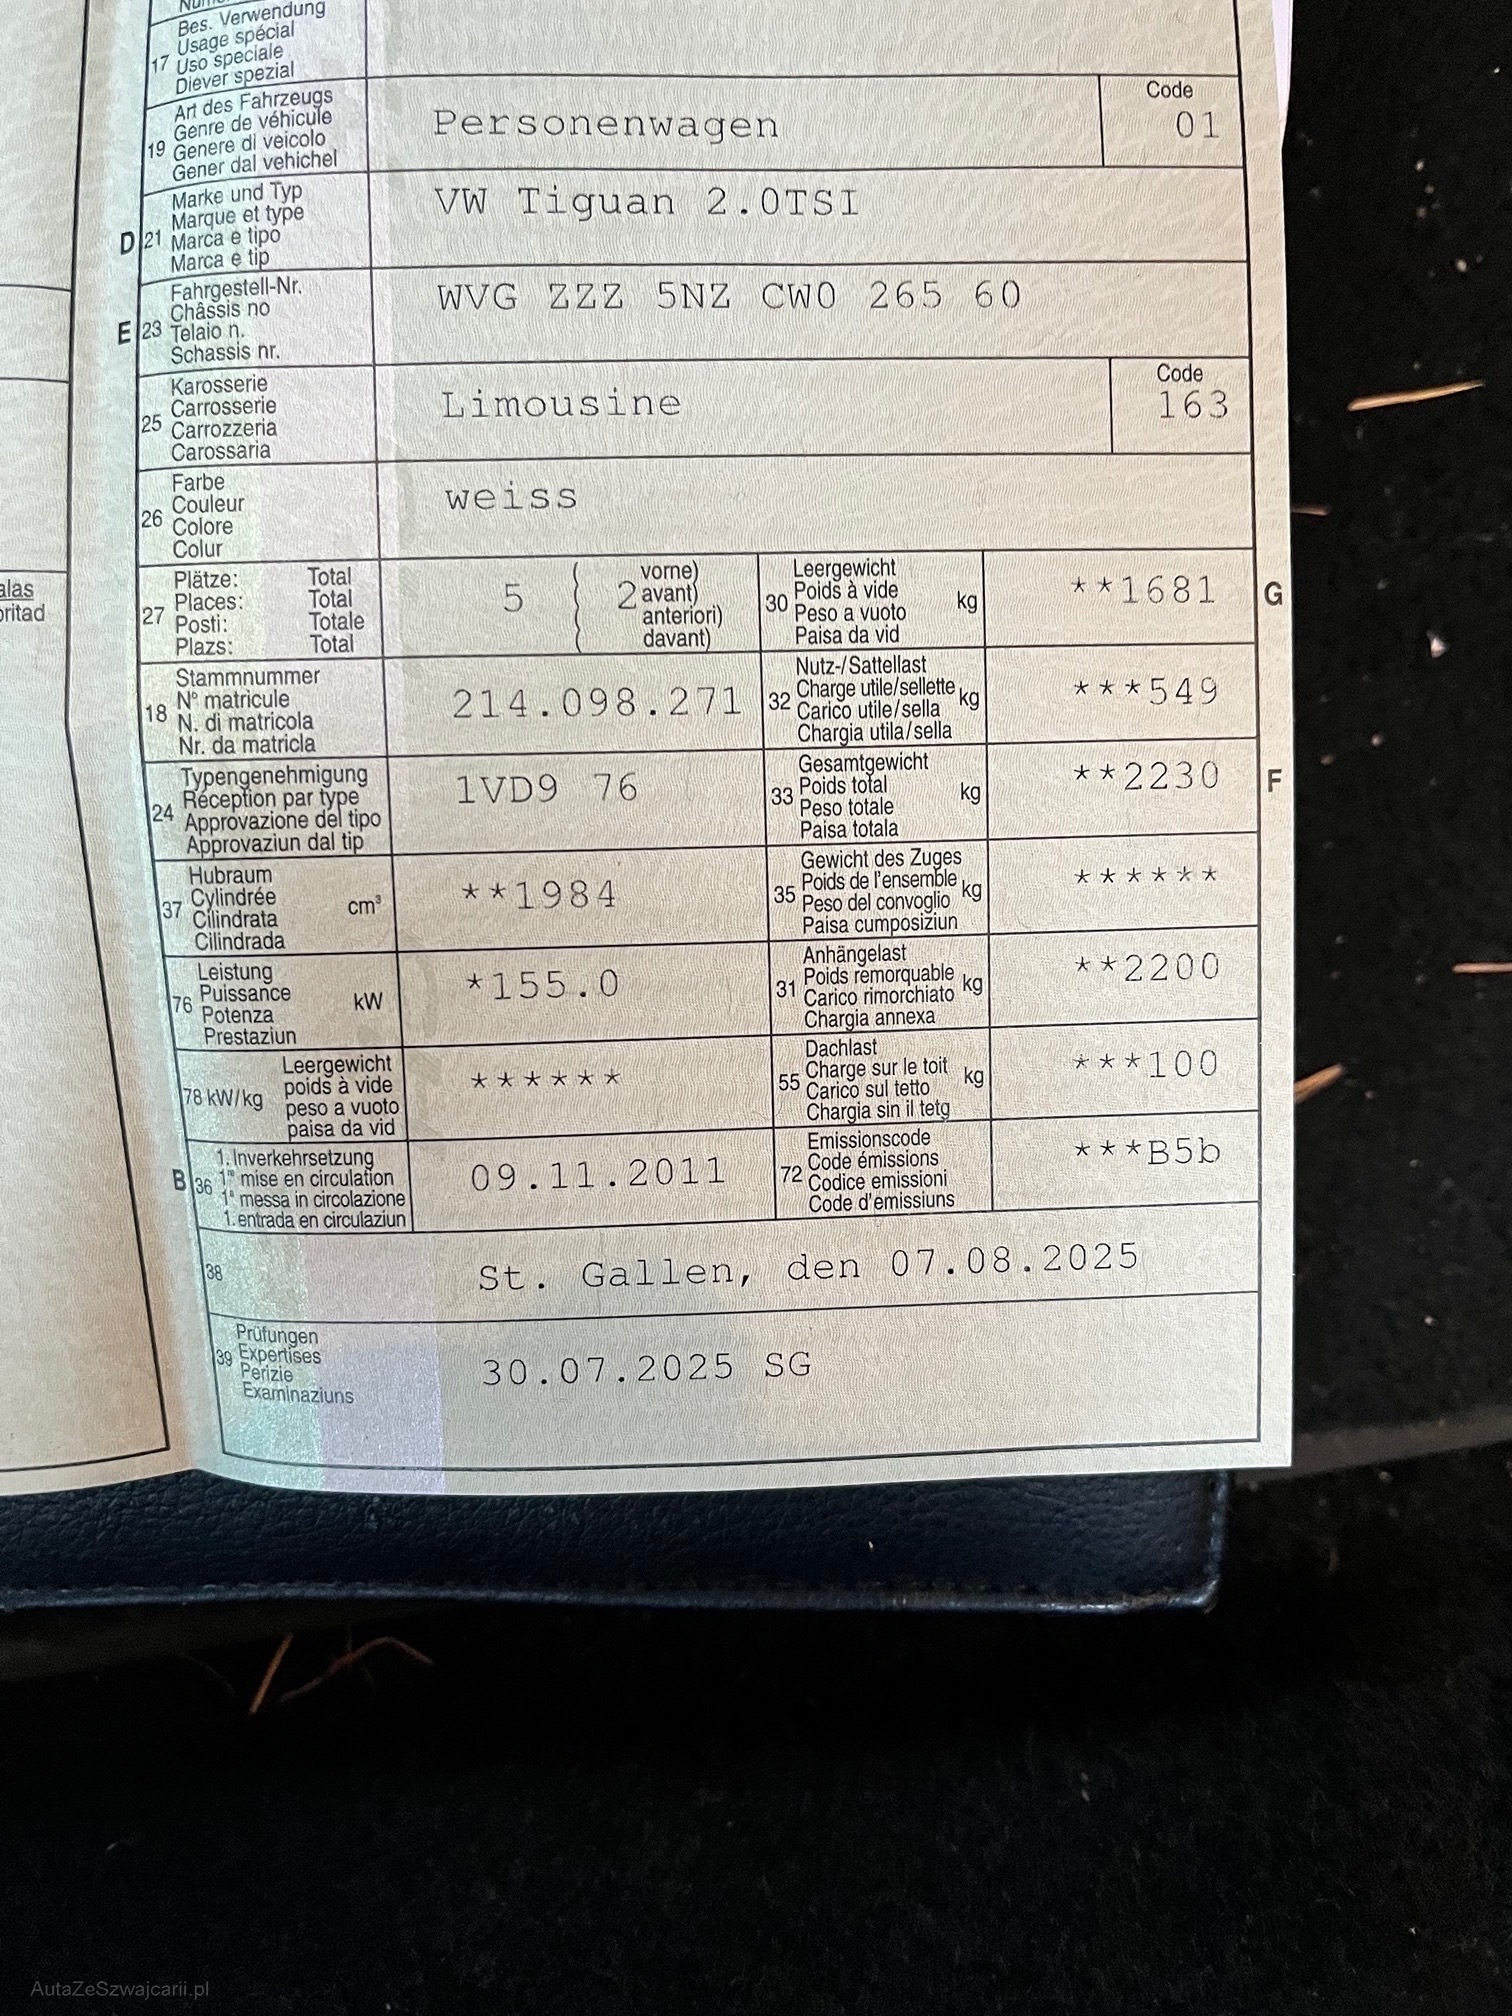 17 Bes. Verwendung
Usage spécial
Uso speciale
Diever spezial
19 Art des Fahrzeugs
Genre de véhicule
Genere di veicolo
Gener dal vehichel
Personenwagen
Code
01
D 21 Marke und Typ
Marque et type
Marca e tipo
Marca e tip
VW Tiguan 2.0TSI
E 23 Fahrgestell-Nr.
Châssis no
Telaio n.
Schassis nr.
WVG ZZZ 5NZ CW0 265 60
25 Karosserie
Carrosserie
Carrozzeria
Carossaria
Limousine
Code
163
26 Farbe
Couleur
Colore
Colur
weiss
27 Plätze: Total
Places: Total
Posti: Totale
Plazs: Total
5 { 2 vorne)
avant)
anteriori)
davant)
30 Leergewicht
Poids à vide
Peso a vuoto kg
Paisa da vid
**1681 G
18 Stammnummer
N° matricule
N. di matricola
Nr. da matricla
214.098.271
32 Nutz-/Sattellast
Charge utile/sellette kg
Carico utile/sella
Chargia utila/sella
***549
24 Typengenehmigung
Réception par type
Approvazione del tipo
Approvaziun dal tip
1VD9 76
33 Gesamtgewicht
Poids total kg
Peso totale
Paisa totala
**2230 F
37 Hubraum
Cylindrée cm³
Cilindrata
Cilindrada
**1984
35 Gewicht des Zuges
Poids de l'ensemble kg
Peso del convoglio
Paisa cumposiziun
******
76 Leistung
Puissance kW
Potenza
Prestaziun
*155.0
31 Anhängelast
Poids remorquable kg
Carico rimorchiato
Chargia annexa
**2200
78 kW/kg Leergewicht
poids à vide
peso a vuoto
paisa da vid
******
55 Dachlast
Charge sur le toit kg
Carico sul tetto
Chargia sin il tetg
***100
B 36 1. Inverkehrsetzung
1re mise en circulation
1a messa in circolazione
1. entrada en circulaziun
09.11.2011
72 Emissionscode
Code émissions
Codice emissioni
Code d'emissiuns
***B5b
38 St. Gallen, den 07.08.2025
39 Prüfungen
Expertises
Perizie
Examinaziuns
30.07.2025 SG
AutaZeSzwajcarii.pl